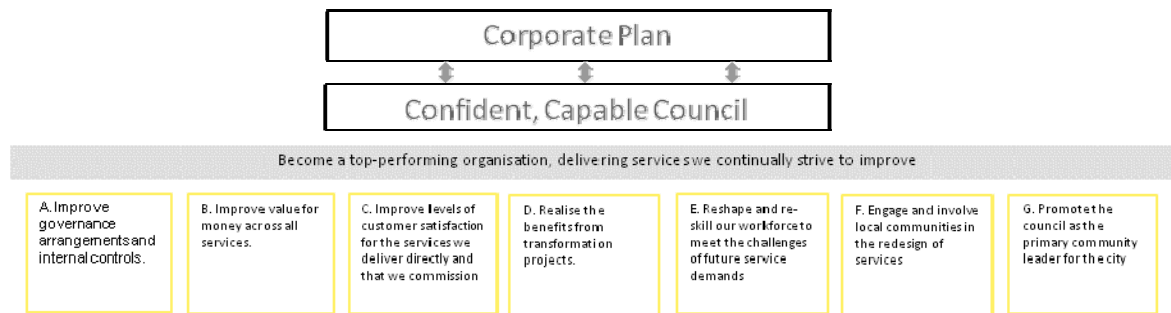 Corporate Plan
Confident, Capable Council
Become a top-performing organisation, delivering services we continually strive to improve
A. Improve
governance
arrangements and
internal controls.
B. Improve value for
money across all
services.
C. Improve levels of
customer satisfaction
for the services we
deliver directly and
that we commission
D. Realise the
benefits from
transformation
projects.
E. Reshape and re-
skill our workforce to
meet the challenges
of future service
demands
F. Engage and involve
local communities in
the redesign of
services
G. Promote the
council as the
primary community
leader for the city